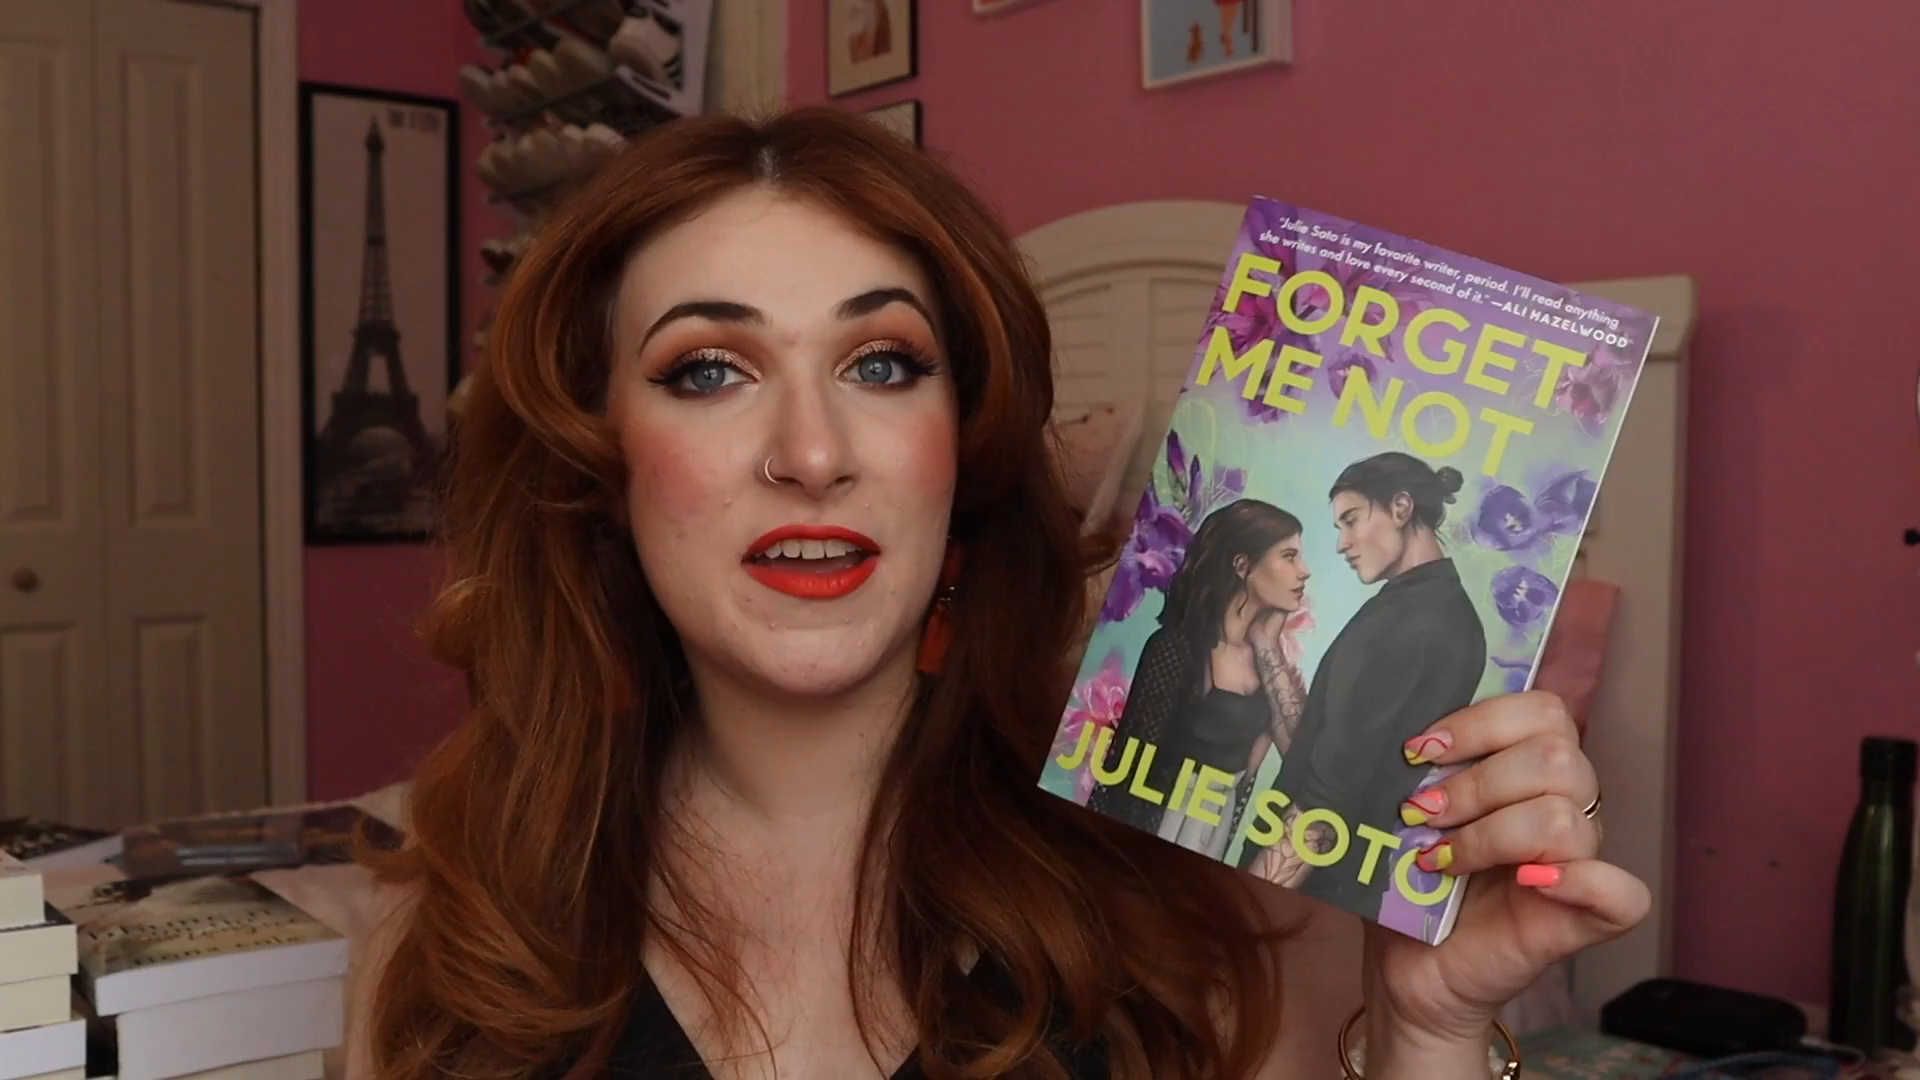 "Julie Soto is my favorite writer, period. I'll read anything
she writes and love every second of it." —ALI HAZELWOOD
FORGET
ME NOT
JULIE SOTO